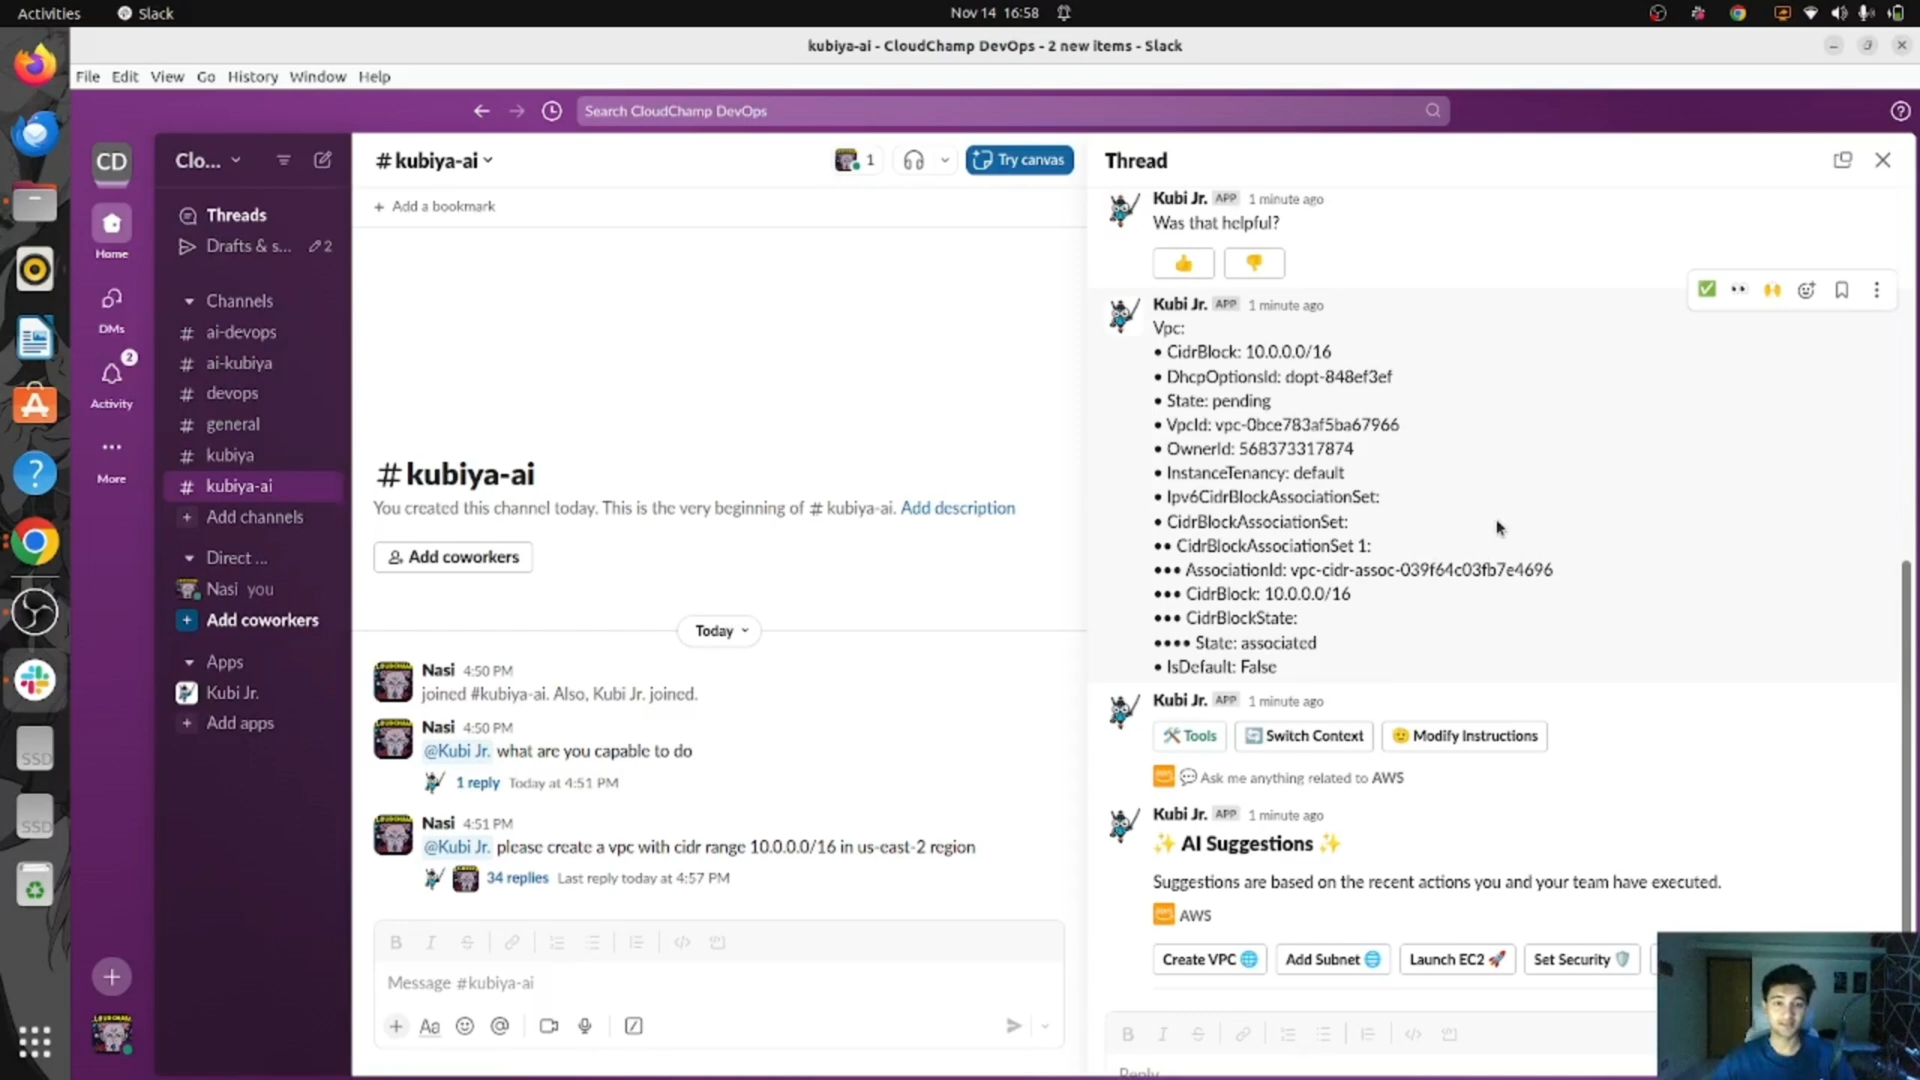 Activities
Slack
Nov 14 16:58
kubiya-ai - CloudChamp DevOps - 2 new items - Slack
File Edit View Go History Window Help
Search CloudChamp DevOps
CD
Home
DMs
2
Activity
More
Clo...
Threads
Drafts & s... 2
Channels
# ai-devops
# ai-kubiya
# devops
# general
# kubiya
# kubiya-ai
+ Add channels
Direct ...
Nasi you
+ Add coworkers
Apps
Kubi Jr.
+ Add apps
SSD
SSD
# kubiya-ai
1
Try canvas
+ Add a bookmark
# kubiya-ai
You created this channel today. This is the very beginning of # kubiya-ai. Add description
Add coworkers
Today
Nasi 4:50 PM
joined #kubiya-ai. Also, Kubi Jr. joined.
Nasi 4:50 PM
@Kubi Jr. what are you capable to do
1 reply Today at 4:51 PM
Nasi 4:51 PM
@Kubi Jr. please create a vpc with cidr range 10.0.0.0/16 in us-east-2 region
34 replies Last reply today at 4:57 PM
B I S
Message #kubiya-ai
+ Aa
Thread
Kubi Jr. APP 1 minute ago
Was that helpful?
Kubi Jr. APP 1 minute ago
Vpc:
• CidrBlock: 10.0.0.0/16
• DhcpOptionsId: dopt-848ef3ef
• State: pending
• VpcId: vpc-0bce783af5ba67966
• OwnerId: 568373317874
• InstanceTenancy: default
• Ipv6CidrBlockAssociationSet:
• CidrBlockAssociationSet:
•• CidrBlockAssociationSet 1:
••• AssociationId: vpc-cidr-assoc-039f64c03fb7e4696
••• CidrBlock: 10.0.0.0/16
••• CidrBlockState:
•••• State: associated
• IsDefault: False
Kubi Jr. APP 1 minute ago
Tools Switch Context Modify Instructions
Ask me anything related to AWS
Kubi Jr. APP 1 minute ago
AI Suggestions
Suggestions are based on the recent actions you and your team have executed.
AWS
Create VPC Add Subnet Launch EC2 Set Security
B I S
Reply